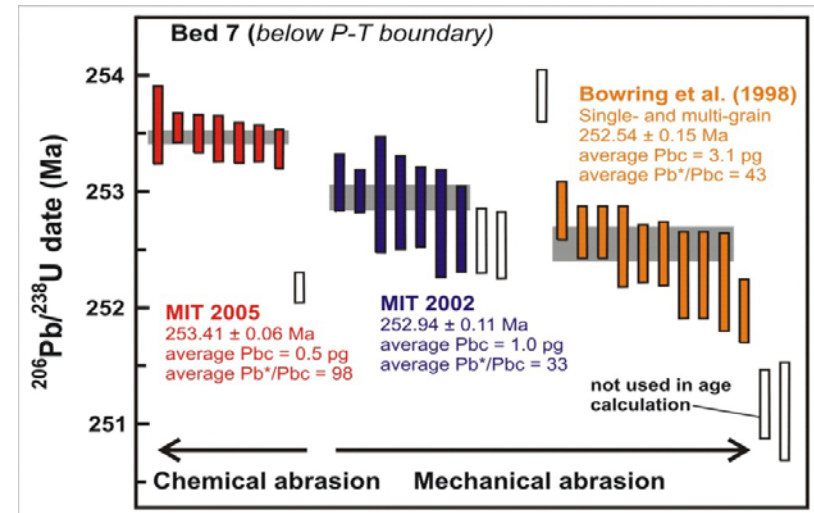 Bed 7 (below P-T boundary)
254
253
252
251
206Pb/238U date (Ma)
Bowring et al. (1998)
Single- and multi-grain
252.54 ± 0.15 Ma
average Pbc = 3.1 pg
average Pb*/Pbc = 43
MIT 2005
253.41 ± 0.06 Ma
average Pbc = 0.5 pg
average Pb*/Pbc = 98
MIT 2002
252.94 ± 0.11 Ma
average Pbc = 1.0 pg
average Pb*/Pbc = 33
not used in age
calculation
Chemical abrasion
Mechanical abrasion